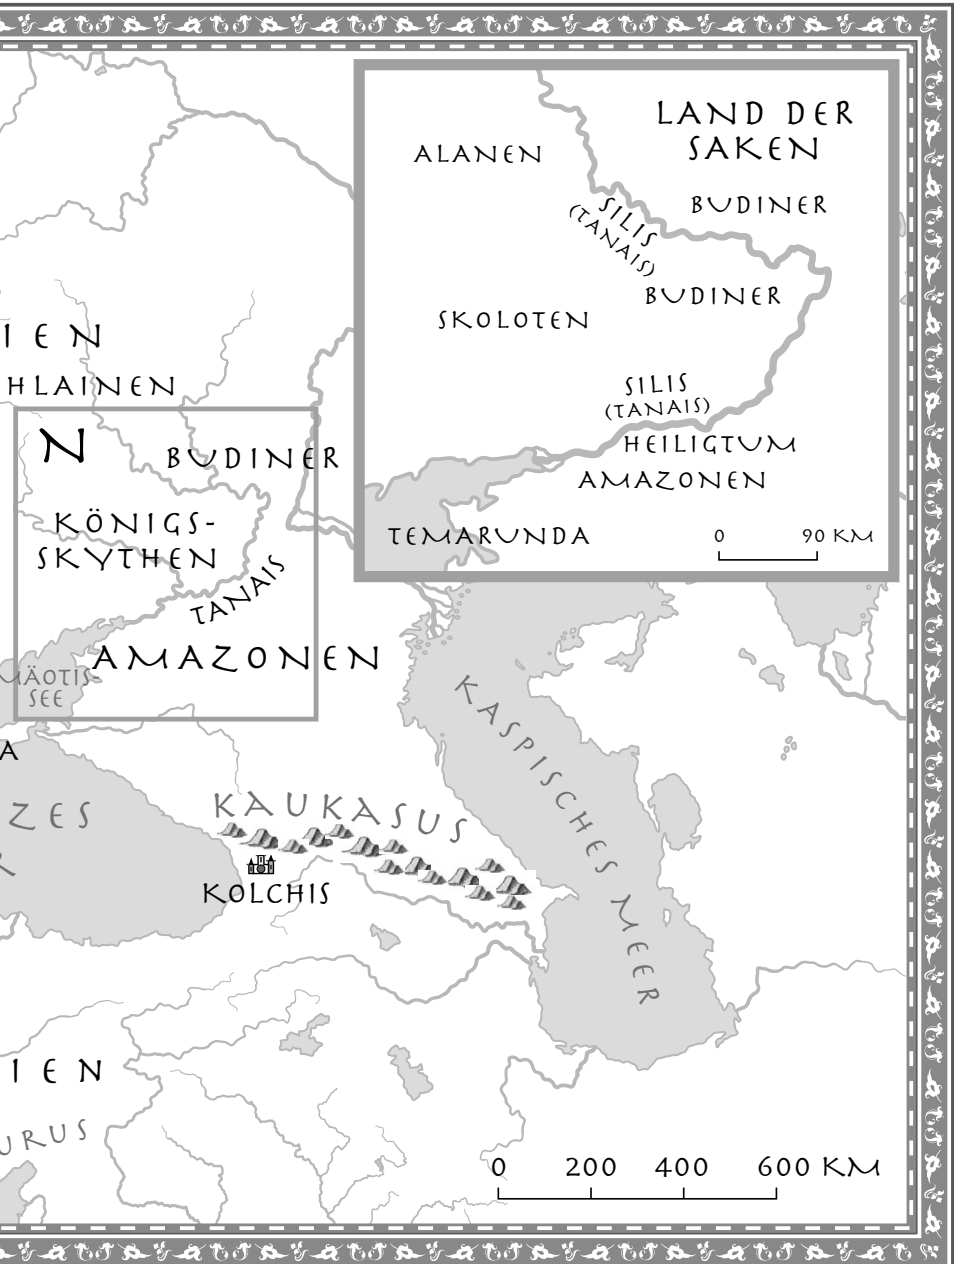 LAND DER
SAKEN
ALANEN
BUDINER
SILIS
(TANAIS)
BUDINER
SKOLOTEN
SILIS
(TANAIS)
HEILIGTUM
AMAZONEN
TEMARUNDA
0 90 KM
IEN
HLAINEN
N
BUDINER
KÖNIGS-
SKYTHEN
TANAIS
AMAZONEN
MÄOTIS-
SEE
A
KASPISCHES MEER
ZES
R
KAUKASUS
KOLCHIS
IEN
URUS
0 200 400 600 KM